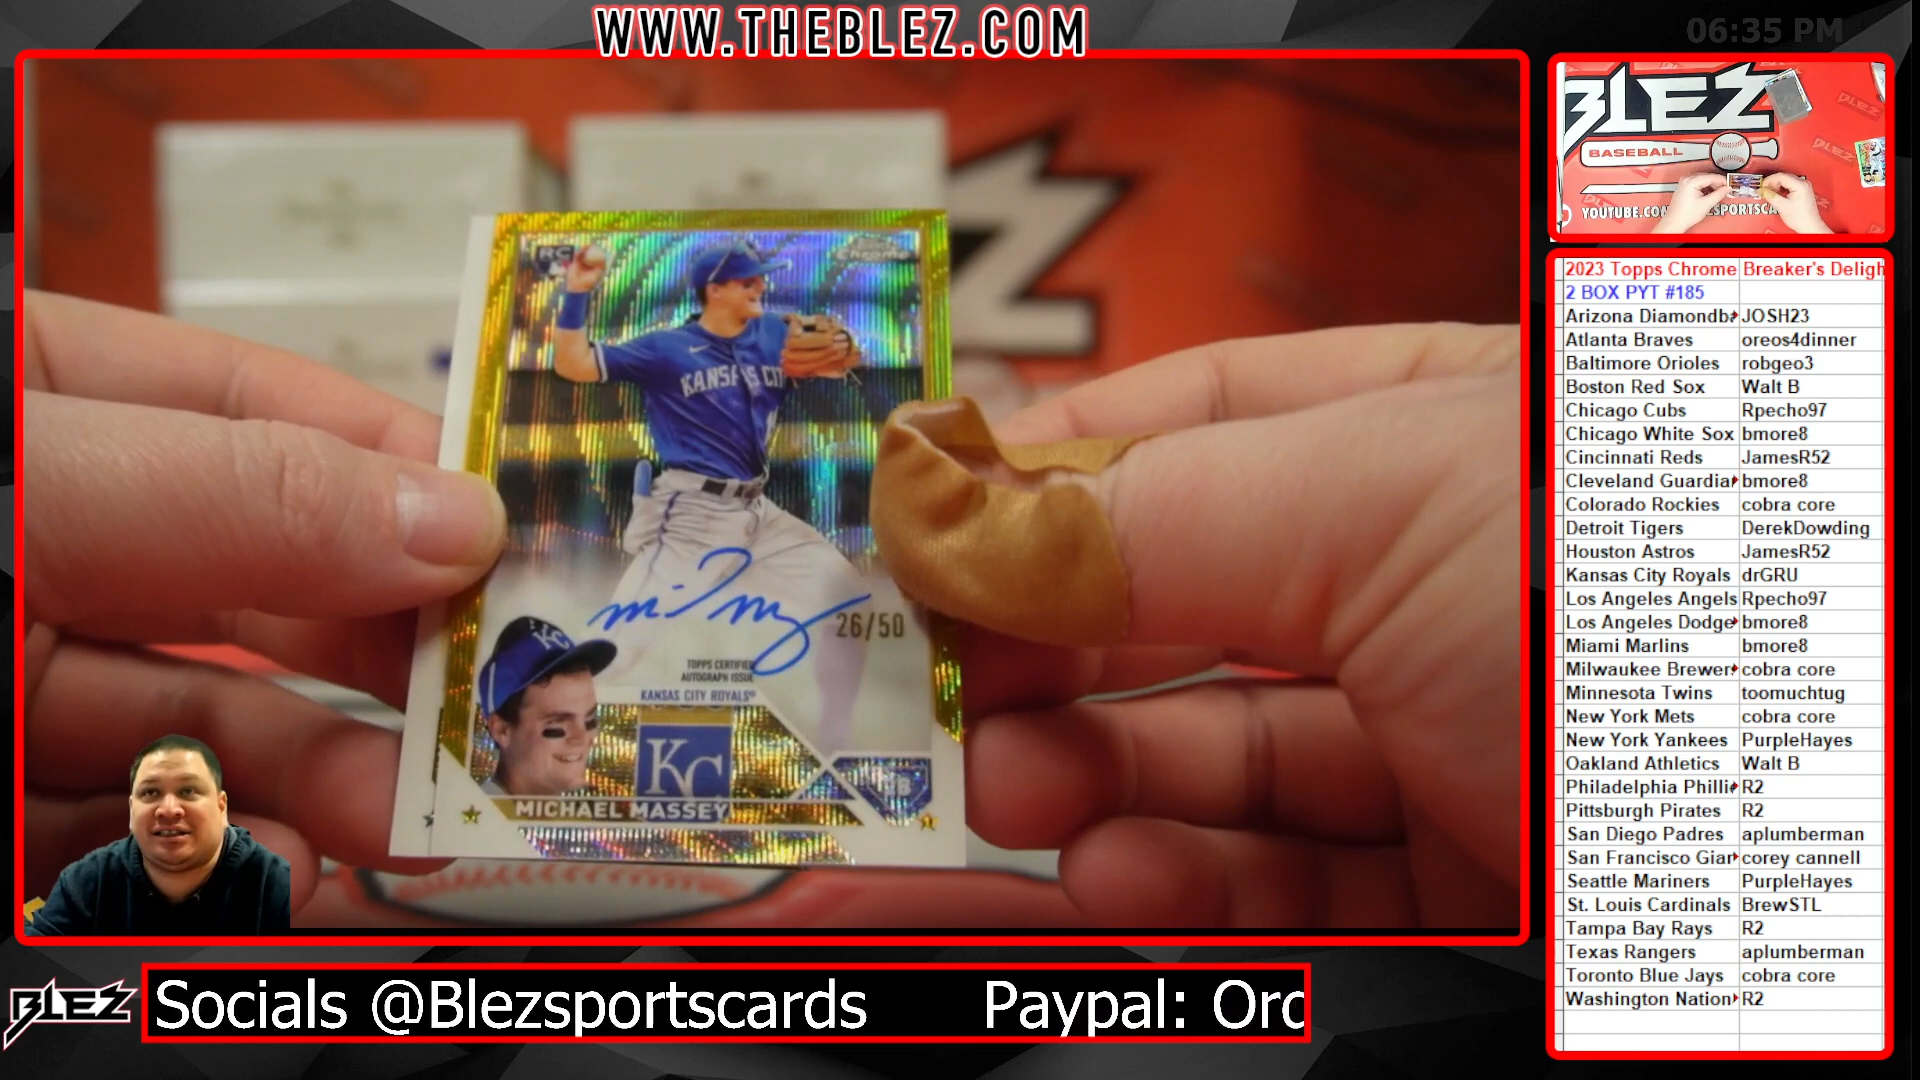 WWW.THEBLEZ.COM
06:35 PM
BLEZ
BASEBALL
RC
Chrome
KANSAS CITY
26/50
TOPPS CERTIFIED
AUTOGRAPH ISSUE
KANSAS CITY ROYALS
KC
KC
MICHAEL MASSEY
2023 Topps Chrome Breaker's Deligh
2 BOX PYT #185
Arizona Diamondba JOSH23
Atlanta Braves oreos4dinner
Baltimore Orioles robgeo3
Boston Red Sox Walt B
Chicago Cubs Rpecho97
Chicago White Sox bmore8
Cincinnati Reds JamesR52
Cleveland Guardia bmore8
Colorado Rockies cobra core
Detroit Tigers DerekDowding
Houston Astros JamesR52
Kansas City Royals drGRU
Los Angeles Angels Rpecho97
Los Angeles Dodge bmore8
Miami Marlins bmore8
Milwaukee Brewer cobra core
Minnesota Twins toomuchtug
New York Mets cobra core
New York Yankees PurpleHayes
Oakland Athletics Walt B
Philadelphia Philli R2
Pittsburgh Pirates R2
San Diego Padres aplumberman
San Francisco Gian corey cannell
Seattle Mariners PurpleHayes
St. Louis Cardinals BrewSTL
Tampa Bay Rays R2
Texas Rangers aplumberman
Toronto Blue Jays cobra core
Washington Nation R2
BLEZ
Socials @Blezsportscards Paypal: Orc